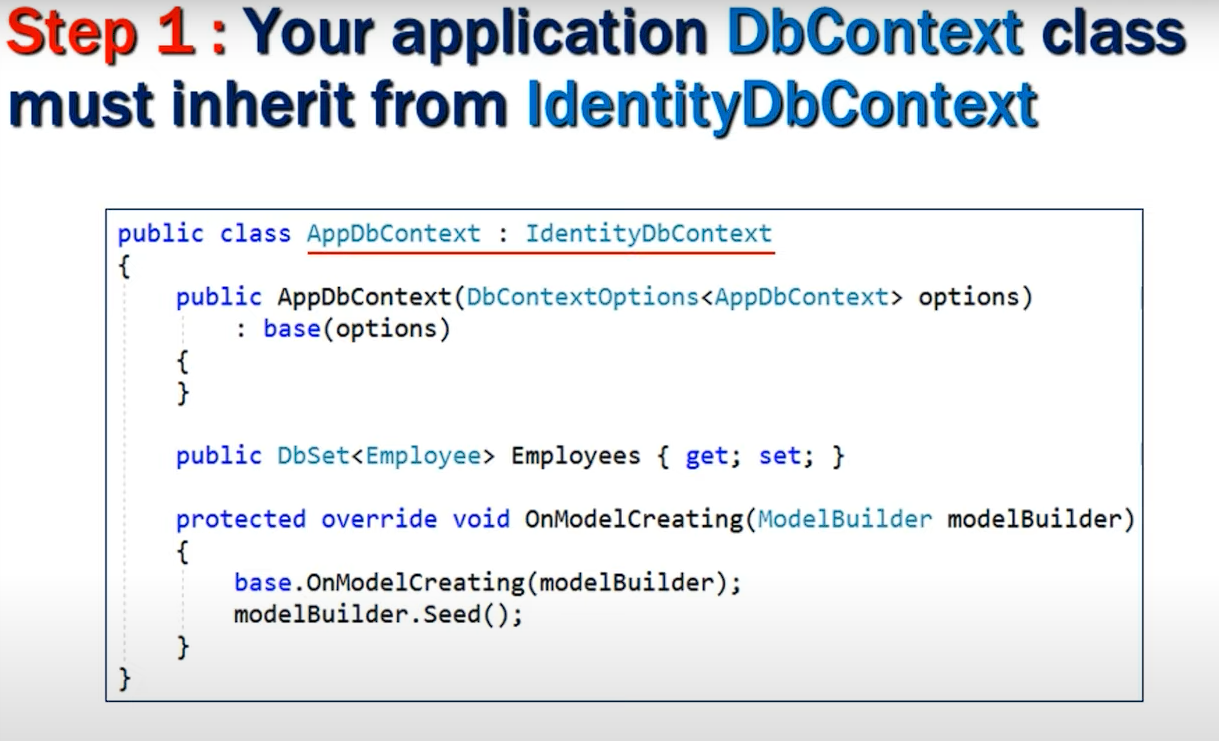 Step 1 : Your application DbContext class
must inherit from IdentityDbContext
public class AppDbContext : IdentityDbContext
{
    public AppDbContext(DbContextOptions<AppDbContext> options)
        : base(options)
    {
    }
    public DbSet<Employee> Employees { get; set; }
    protected override void OnModelCreating(ModelBuilder modelBuilder)
    {
        base.OnModelCreating(modelBuilder);
        modelBuilder.Seed();
    }
}